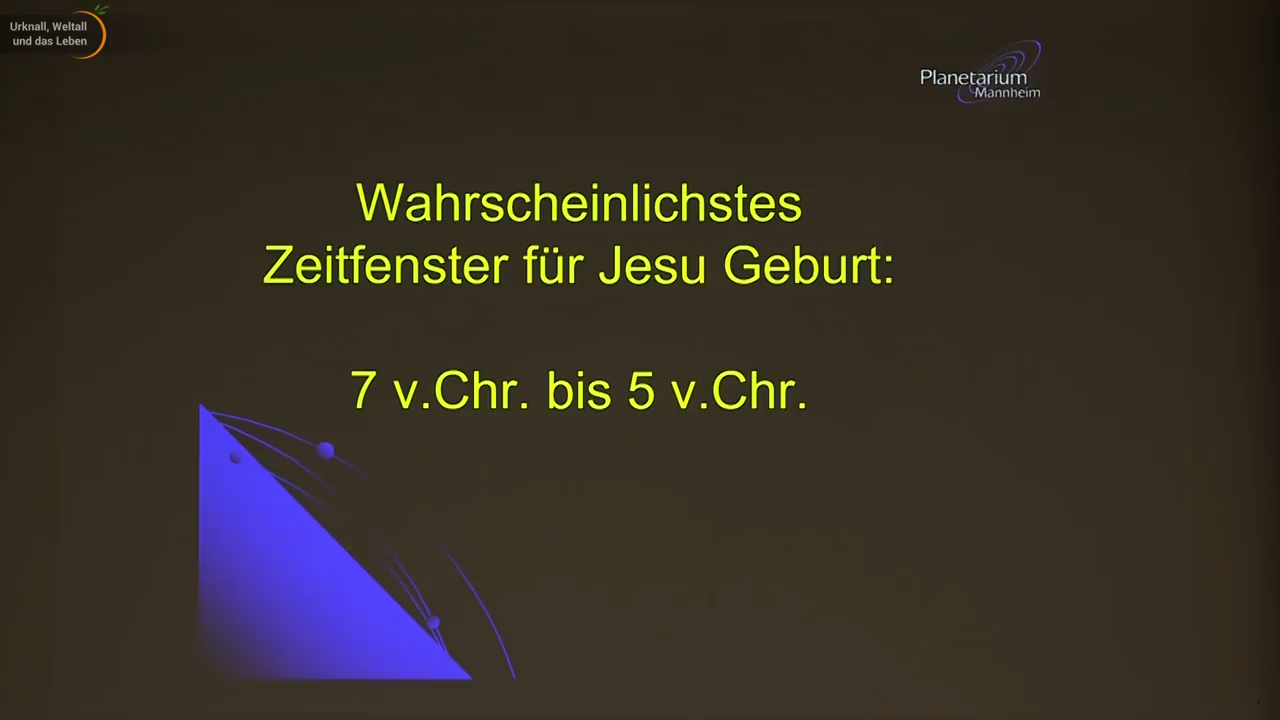 Urknall, Weltall
und das Leben
Planetarium
Mannheim
Wahrscheinlichstes
Zeitfenster für Jesu Geburt:
7 v.Chr. bis 5 v.Chr.